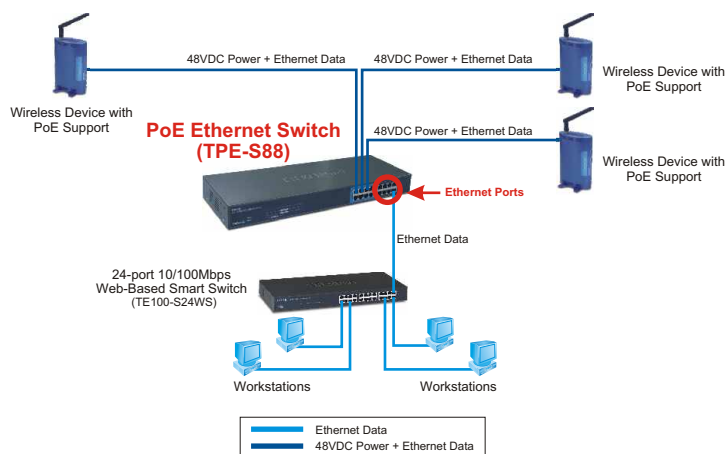 48VDC Power + Ethernet Data
48VDC Power + Ethernet Data
Wireless Device with
PoE Support
Wireless Device with
PoE Support
PoE Ethernet Switch
(TPE-S88)
48VDC Power + Ethernet Data
Wireless Device with
PoE Support
Ethernet Ports
Ethernet Data
24-port 10/100Mbps
Web-Based Smart Switch
(TE100-S24WS)
Workstations
Workstations
Ethernet Data
48VDC Power + Ethernet Data